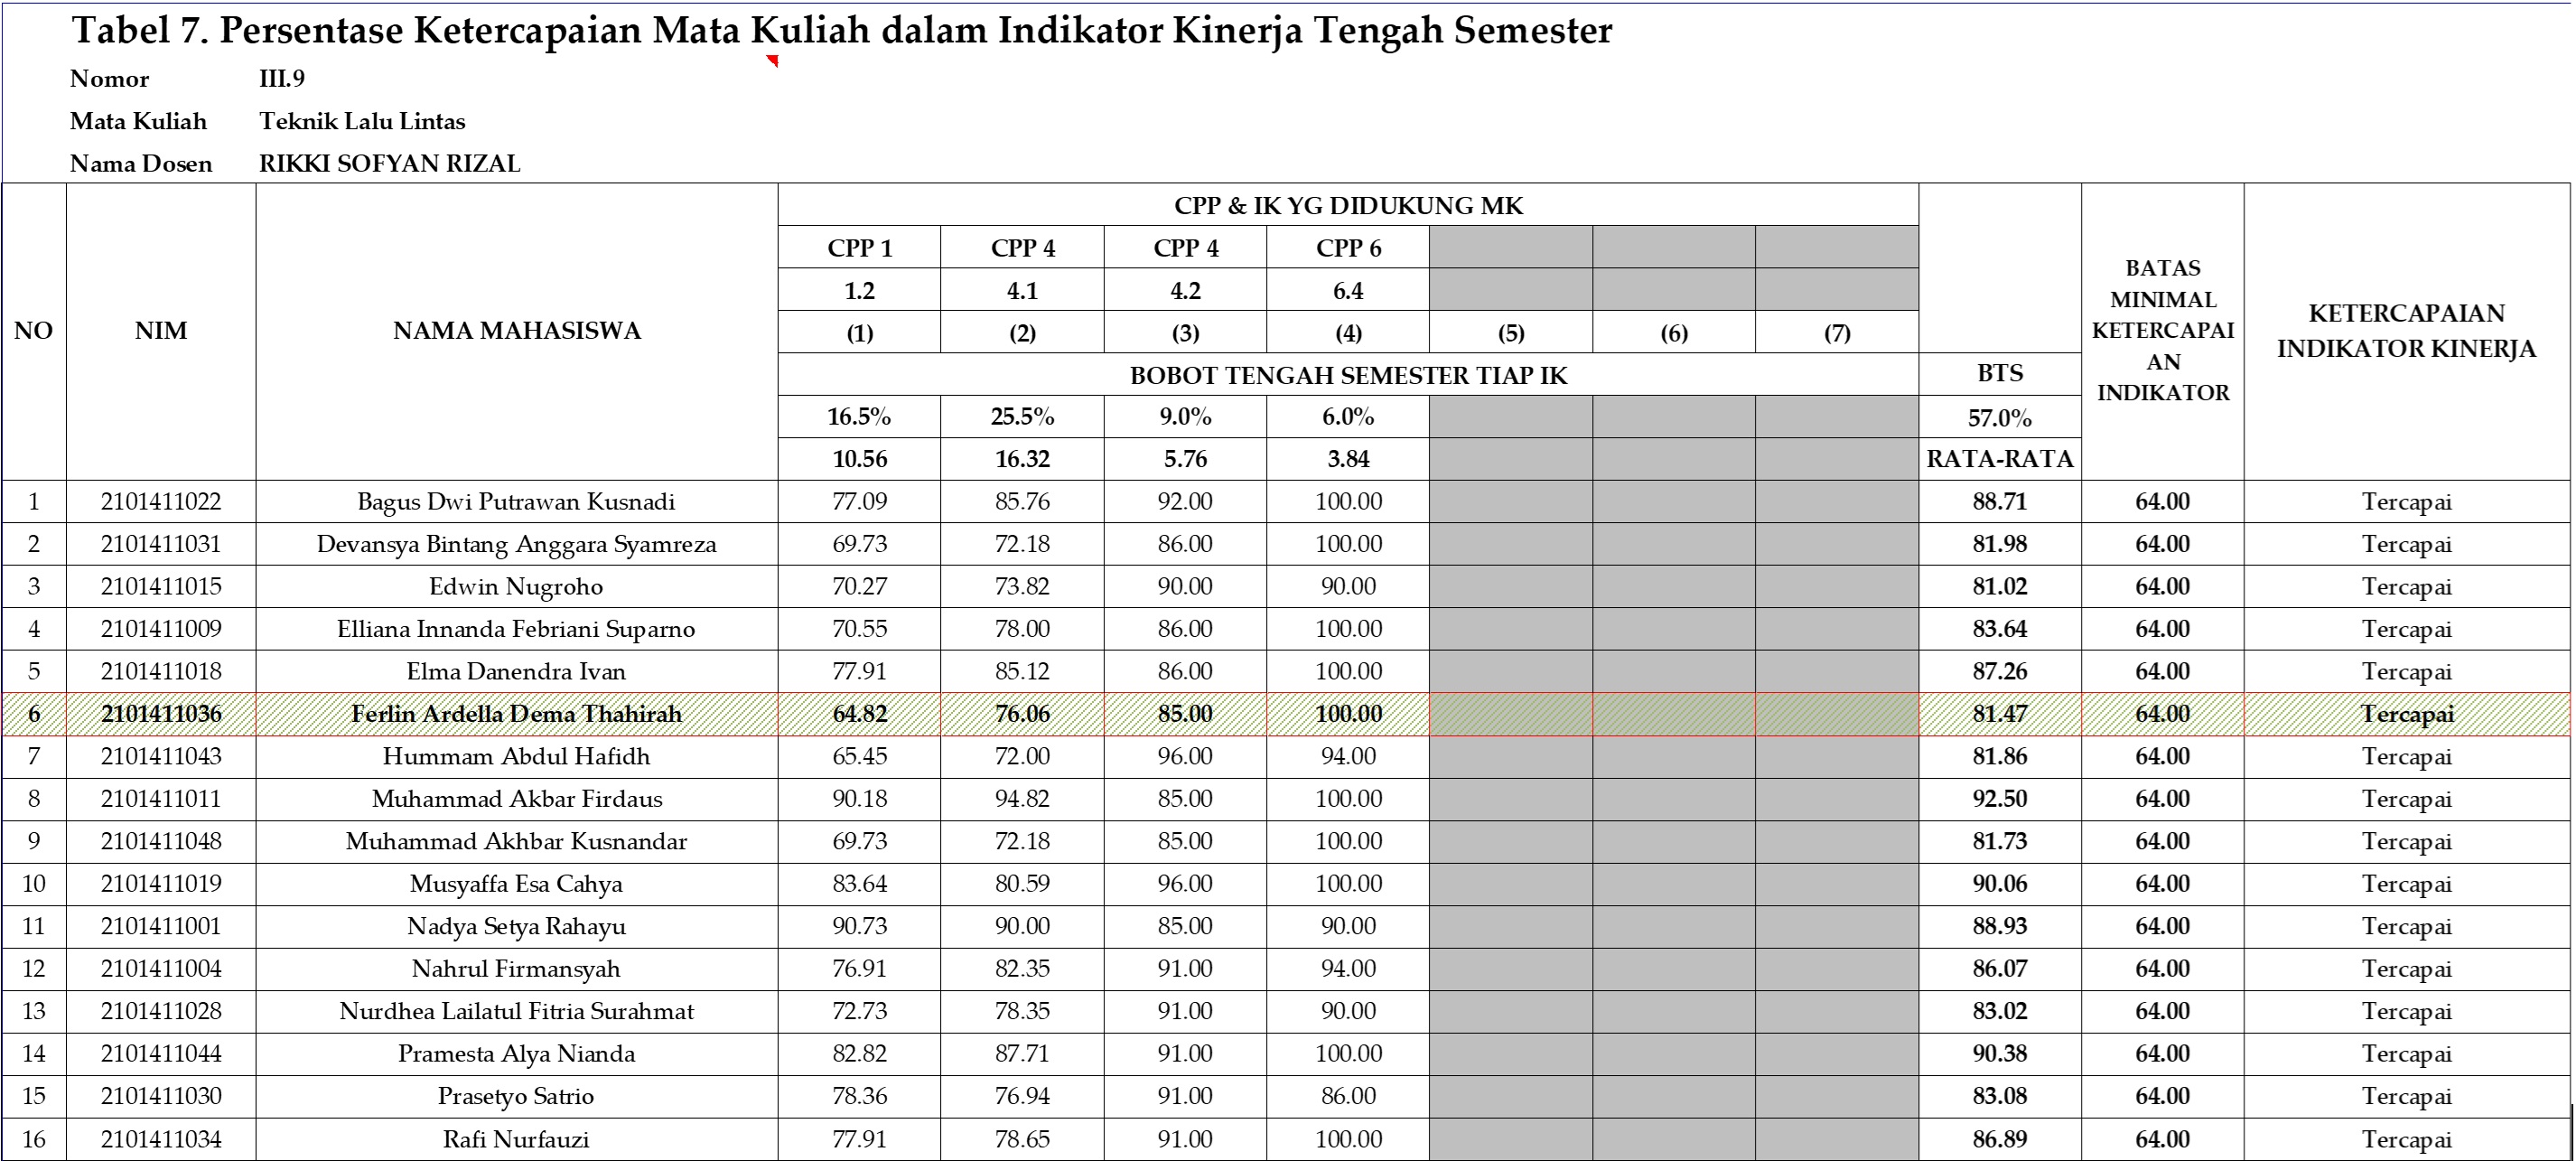 Tabel 7. Persentase Ketercapaian Mata Kuliah dalam Indikator Kinerja Tengah Semester
Nomor III.9
Mata Kuliah Teknik Lalu Lintas
Nama Dosen RIKKI SOFYAN RIZAL
NO NIM NAMA MAHASISWA CPP & IK YG DIDUKUNG MK BATAS MINIMAL KETERCAPAI AN INDIKATOR KETERCAPAIAN INDIKATOR KINERJA
CPP 1 CPP 4 CPP 4 CPP 6
1.2 4.1 4.2 6.4
(1) (2) (3) (4) (5) (6) (7)
BOBOT TENGAH SEMESTER TIAP IK BTS
16.5% 25.5% 9.0% 6.0% 57.0%
10.56 16.32 5.76 3.84 RATA-RATA
1 2101411022 Bagus Dwi Putrawan Kusnadi 77.09 85.76 92.00 100.00 88.71 64.00 Tercapai
2 2101411031 Devansya Bintang Anggara Syamreza 69.73 72.18 86.00 100.00 81.98 64.00 Tercapai
3 2101411015 Edwin Nugroho 70.27 73.82 90.00 90.00 81.02 64.00 Tercapai
4 2101411009 Elliana Innanda Febriani Suparno 70.55 78.00 86.00 100.00 83.64 64.00 Tercapai
5 2101411018 Elma Danendra Ivan 77.91 85.12 86.00 100.00 87.26 64.00 Tercapai
6 2101411036 Ferlin Ardella Dema Thahirah 64.82 76.06 85.00 100.00 81.47 64.00 Tercapai
7 2101411043 Hummam Abdul Hafidh 65.45 72.00 96.00 94.00 81.86 64.00 Tercapai
8 2101411011 Muhammad Akbar Firdaus 90.18 94.82 85.00 100.00 92.50 64.00 Tercapai
9 2101411048 Muhammad Akhbar Kusnandar 69.73 72.18 85.00 100.00 81.73 64.00 Tercapai
10 2101411019 Musyaffa Esa Cahya 83.64 80.59 96.00 100.00 90.06 64.00 Tercapai
11 2101411001 Nadya Setya Rahayu 90.73 90.00 85.00 90.00 88.93 64.00 Tercapai
12 2101411004 Nahrul Firmansyah 76.91 82.35 91.00 94.00 86.07 64.00 Tercapai
13 2101411028 Nurdhea Lailatul Fitria Surahmat 72.73 78.35 91.00 90.00 83.02 64.00 Tercapai
14 2101411044 Pramesta Alya Nianda 82.82 87.71 91.00 100.00 90.38 64.00 Tercapai
15 2101411030 Prasetyo Satrio 78.36 76.94 91.00 86.00 83.08 64.00 Tercapai
16 2101411034 Rafi Nurfauzi 77.91 78.65 91.00 100.00 86.89 64.00 Tercapai